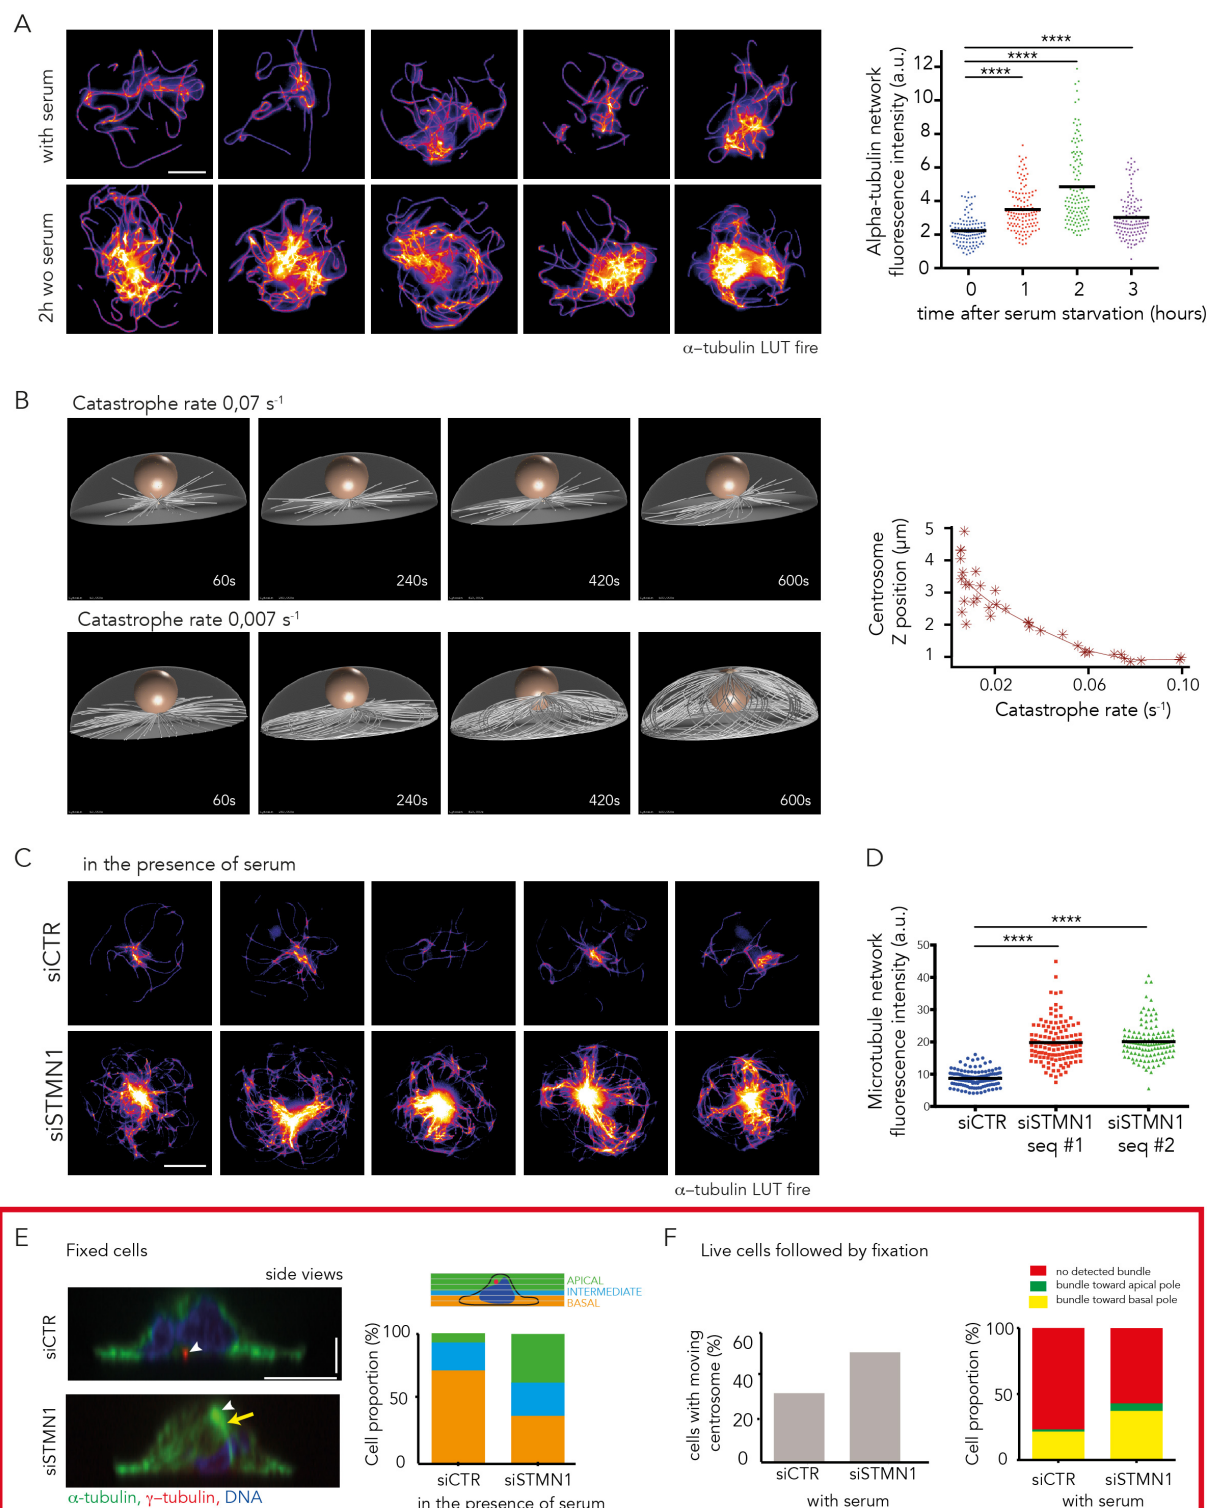 A
with serum
2h wo serum
α–tubulin LUT fire
Alpha-tubulin network
fluorescence intensity (a.u.)
****
****
****
12
10
8
6
4
2
0
0 1 2 3
time after serum starvation (hours)
B
Catastrophe rate 0,07 s-1
60s
240s
420s
600s
Catastrophe rate 0,007 s-1
60s
240s
420s
600s
Centrosome
Z position (µm)
5
4
3
2
1
0.02 0.06 0.10
Catastrophe rate (s-1)
C
in the presence of serum
siCTR
siSTMN1
α–tubulin LUT fire
D
Microtubule network
fluorescence intensity (a.u.)
****
****
50
40
30
20
10
0
siCTR siSTMN1 siSTMN1
seq #1 seq #2
E
Fixed cells
side views
siCTR
siSTMN1
α-tubulin, γ–tubulin, DNA
APICAL
INTERMEDIATE
BASAL
Cell proportion (%)
100
50
0
siCTR siSTMN1
in the presence of serum
F
Live cells followed by fixation
cells with moving
centrosome (%)
60
40
20
0
siCTR siSTMN1
with serum
no detected bundle
bundle toward apical pole
bundle toward basal pole
Cell proportion (%)
100
50
0
siCTR siSTMN1
with serum